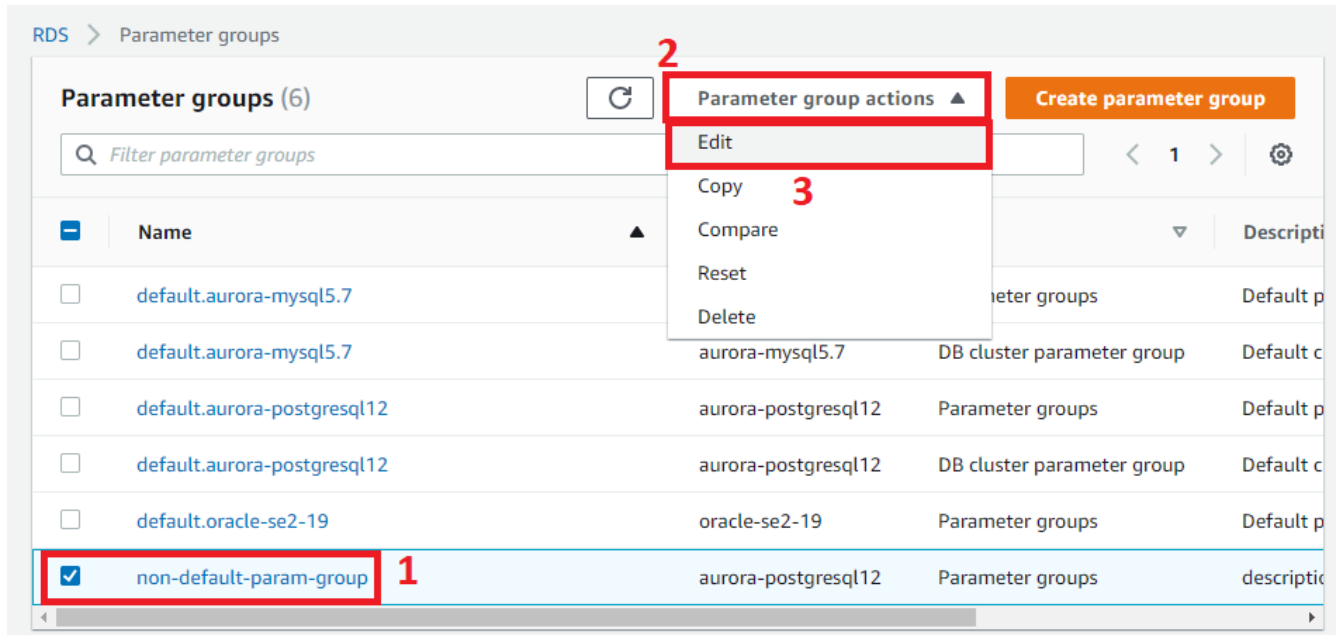 RDS > Parameter groups
2
Parameter groups (6) Parameter group actions ▲ Create parameter group
Filter parameter groups Edit < 1 >
Copy 3
Name ▲ Compare Descripti
Reset
default.aurora-mysql5.7 eter groups Default p
Delete
default.aurora-mysql5.7 aurora-mysql5.7 DB cluster parameter group Default c
default.aurora-postgresql12 aurora-postgresql12 Parameter groups Default p
default.aurora-postgresql12 aurora-postgresql12 DB cluster parameter group Default c
default.oracle-se2-19 oracle-se2-19 Parameter groups Default p
non-default-param-group 1 aurora-postgresql12 Parameter groups descriptio